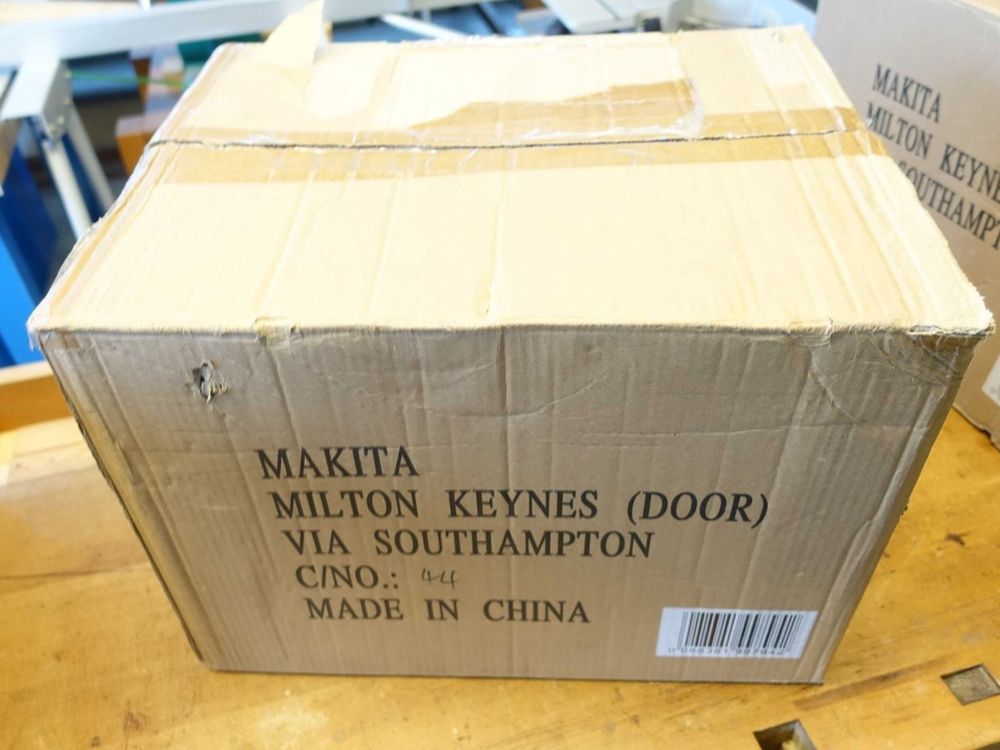 MAKITA
MILTON KEYNES (DOOR)
VIA SOUTHAMPTON
C/NO.: 44
MADE IN CHINA
MAKITA
MILTON KEYNE
SOUTHAMPT